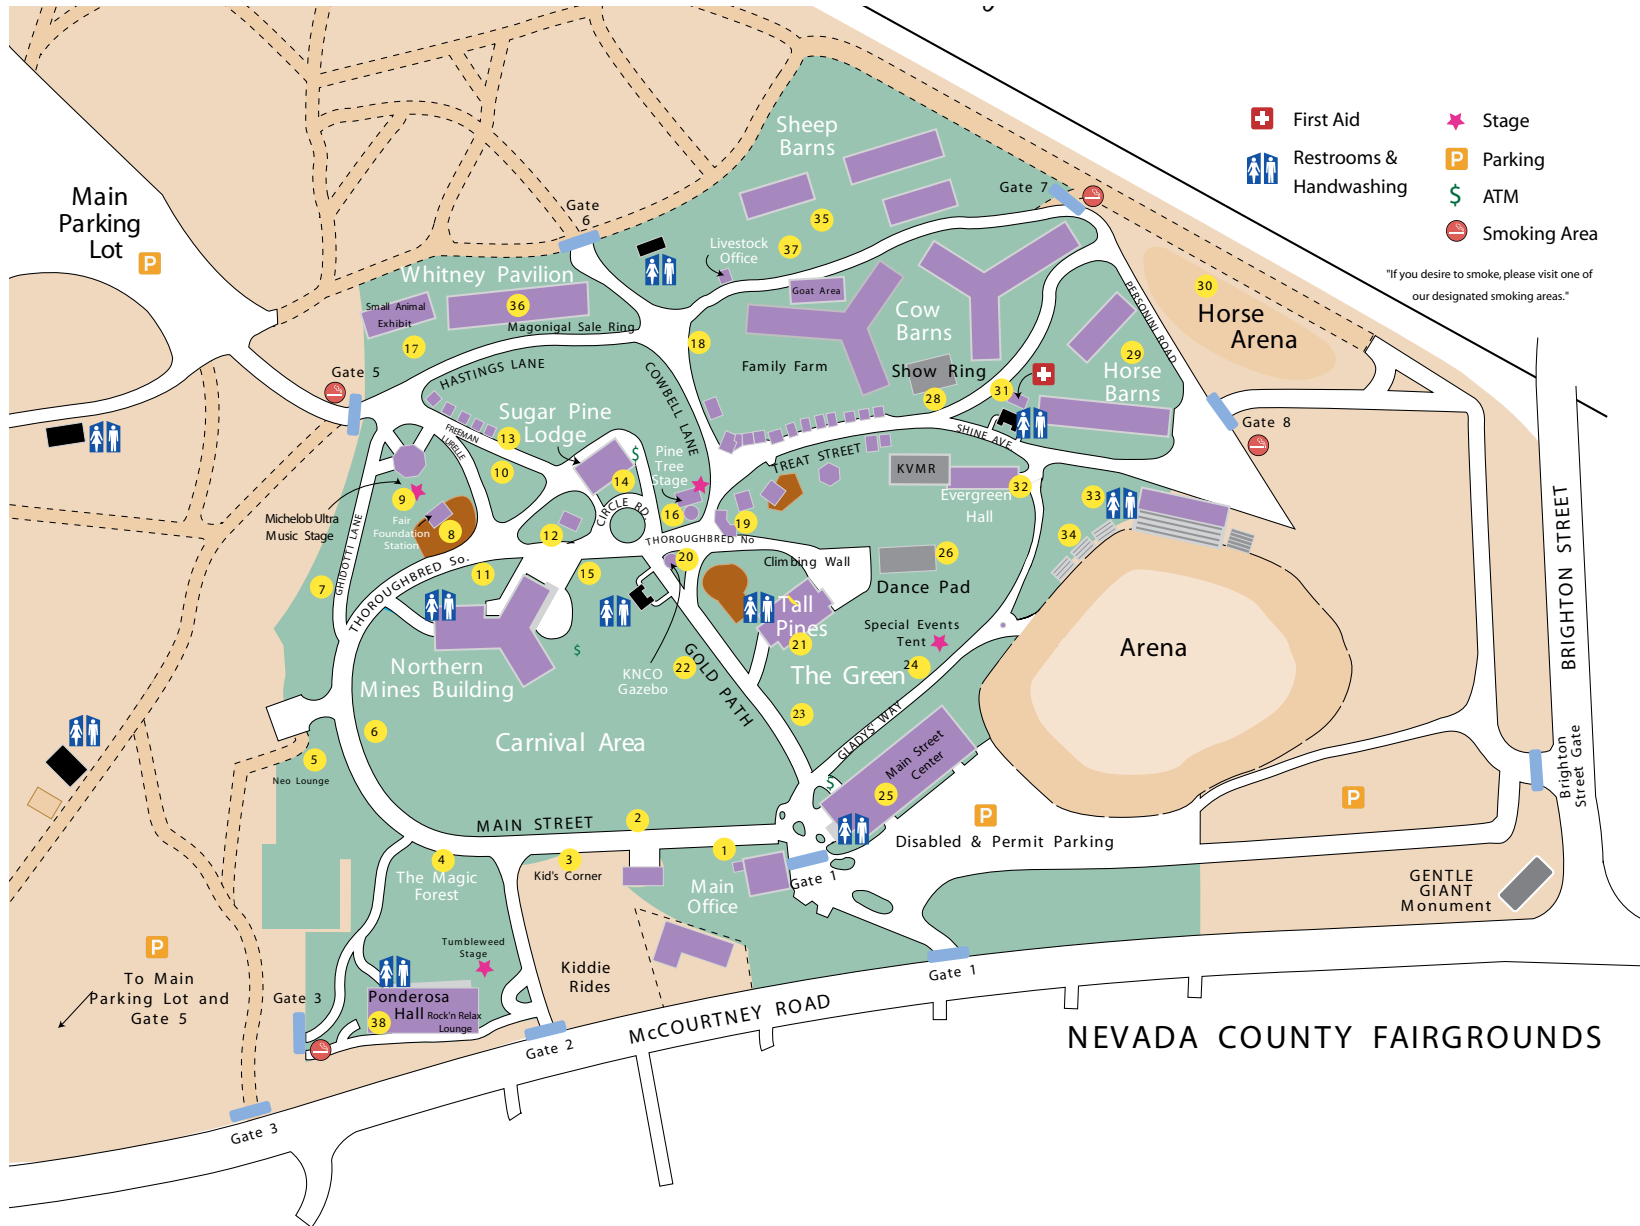 First Aid
Restrooms &
Handwashing
Stage
P
Parking
$
ATM
Smoking Area
"If you desire to smoke, please visit one of
our designated smoking areas."
Main
Parking
Lot
P
Sheep
Barns
Gate 7
Gate
6
35
37
Livestock
Office
Whitney Pavilion
36
Small Animal
Exhibit
Magonigal Sale Ring
17
Goat Area
Cow
Barns
PERSONINI ROAD
30
Horse
Arena
18
Family Farm
Show Ring
28
31
29
Horse
Barns
Gate 5
HASTINGS LANE
COWBELL LANE
Sugar Pine
Lodge
FREEMAN
LUBELLE
13
10
14
$
Pine
Tree
Stage
16
TREAT STREET
SHINE AVE
Gate 8
KVMR
Evergreen
Hall
32
33
34
9
Michelob Ultra
Music Stage
Fair
Foundation
Station
8
12
CIRCLE RD
19
THOROUGHBRED No
20
Climbing Wall
26
Dance Pad
GHIDOTTI LANE
THOROUGHBRED So.
7
11
15
Tall
Pines
21
Special Events
Tent
24
The Green
Arena
BRIGHTON STREET
BRIGHTON STREET
Northern
Mines Building
$
KNCO
Gazebo
22
GOLD PATH
23
GLADYS' WAY
6
Carnival Area
5
Neo Lounge
Main Street
Center
25
$
Brighton
Street Gate
P
P
Disabled & Permit Parking
MAIN STREET
2
1
3
Kid's Corner
4
The Magic
Forest
Main
Office
Gate 1
GENTLE
GIANT
Monument
P
To Main
Parking Lot and
Gate 5
Tumbleweed
Stage
Kiddie
Rides
Gate 1
Gate 3
Ponderosa
Hall
Rock'n Relax
Lounge
38
Gate 2
McCOURTNEY ROAD
NEVADA COUNTY FAIRGROUNDS
Gate 3